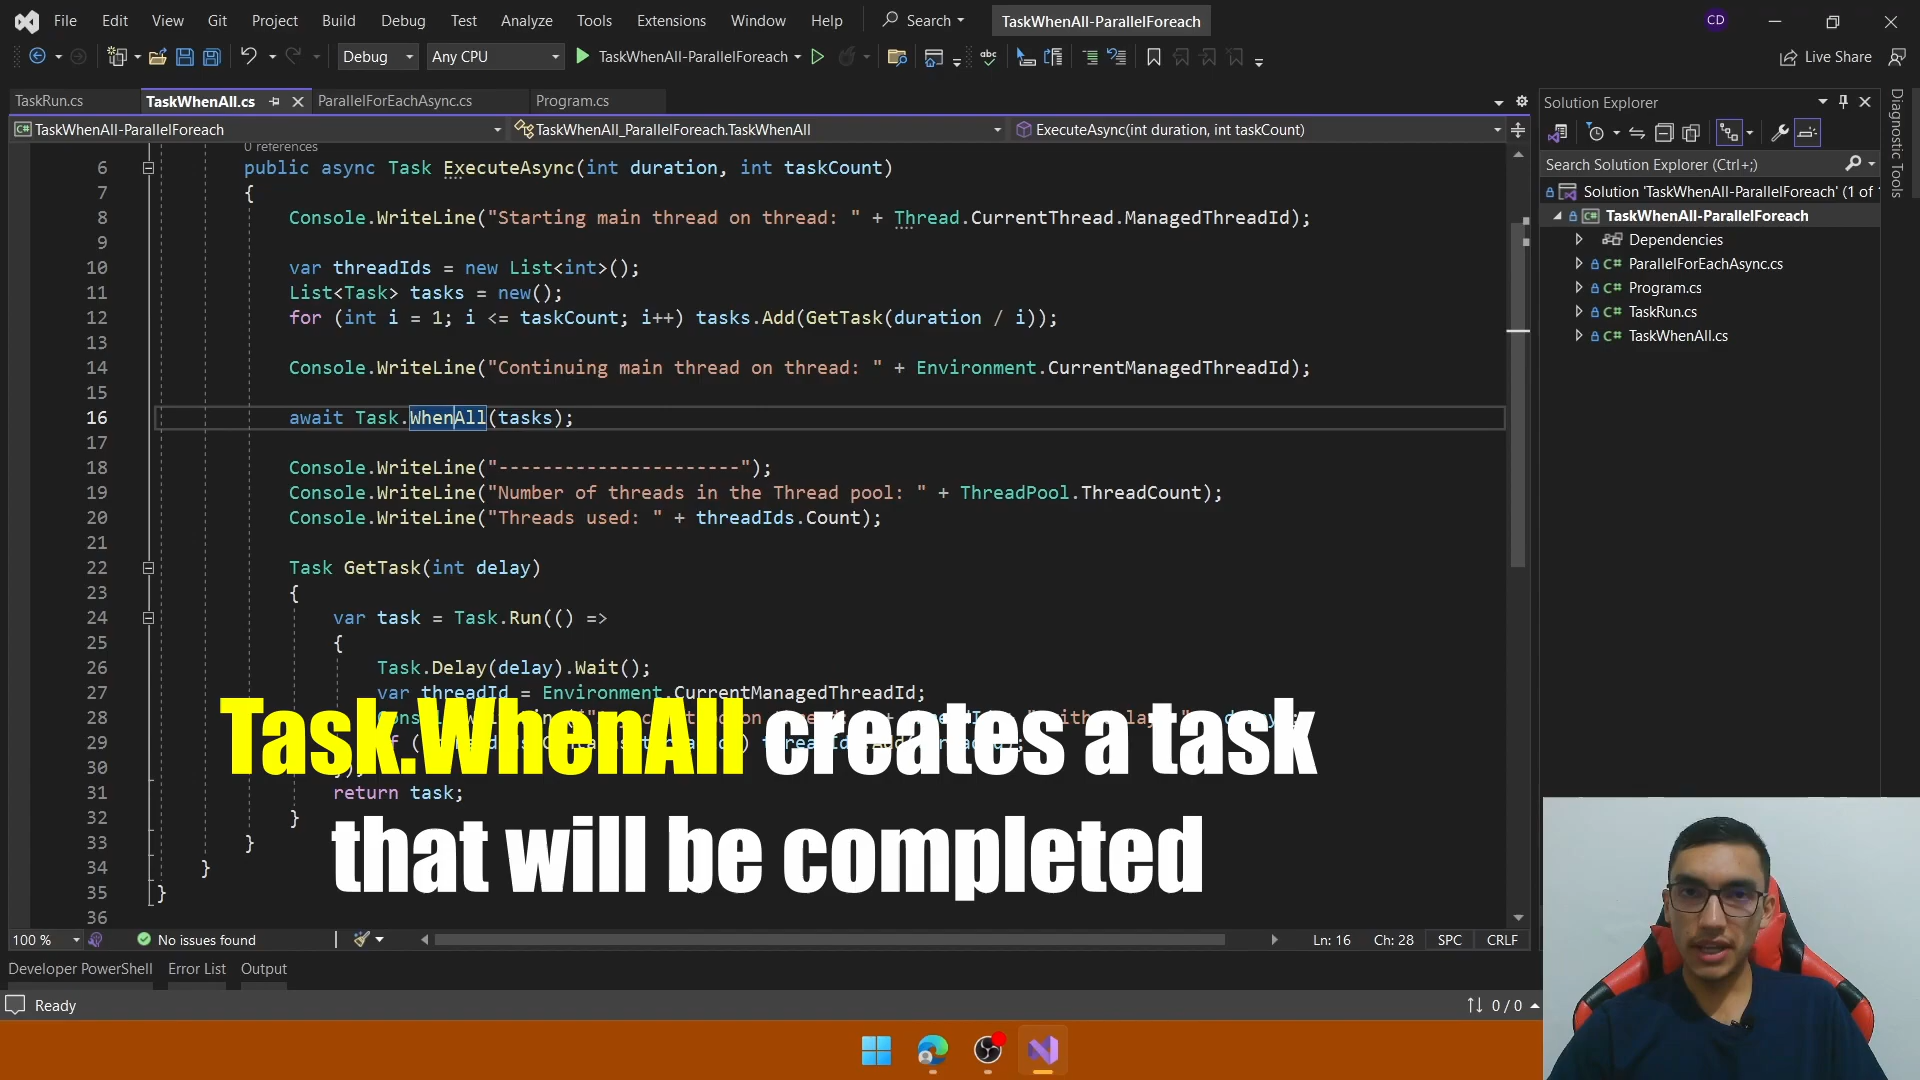 File Edit View Git Project Build Debug Test Analyze Tools Extensions Window Help Search TaskWhenAll-ParallelForeach CD
Debug Any CPU TaskWhenAll-ParallelForeach Live Share
TaskRun.cs TaskWhenAll.cs ParallelForEachAsync.cs Program.cs
TaskWhenAll-ParallelForeach TaskWhenAll_ParallelForeach.TaskWhenAll ExecuteAsync(int duration, int taskCount)
0 references
6 public async Task ExecuteAsync(int duration, int taskCount)
7 {
8 Console.WriteLine("Starting main thread on thread: " + Thread.CurrentThread.ManagedThreadId);
9
10 var threadIds = new List<int>();
11 List<Task> tasks = new();
12 for (int i = 1; i <= taskCount; i++) tasks.Add(GetTask(duration / i));
13
14 Console.WriteLine("Continuing main thread on thread: " + Environment.CurrentManagedThreadId);
15
16 await Task.WhenAll(tasks);
17
18 Console.WriteLine("----------------------");
19 Console.WriteLine("Number of threads in the Thread pool: " + ThreadPool.ThreadCount);
20 Console.WriteLine("Threads used: " + threadIds.Count);
21
22 Task GetTask(int delay)
23 {
24 var task = Task.Run(() =>
25 {
26 Task.Delay(delay).Wait();
27 var threadId = Environment.CurrentManagedThreadId;
28
29
30
31 return task;
32 }
33 }
34 }
35 }
36
Task.WhenAll creates a task
that will be completed
100 % No issues found Ln: 16 Ch: 28 SPC CRLF
Developer PowerShell Error List Output
Ready 0 / 0
Solution Explorer
Search Solution Explorer (Ctrl+;)
Solution 'TaskWhenAll-ParallelForeach' (1 of 1
TaskWhenAll-ParallelForeach
Dependencies
C# ParallelForEachAsync.cs
C# Program.cs
C# TaskRun.cs
C# TaskWhenAll.cs
Diagnostic Tools